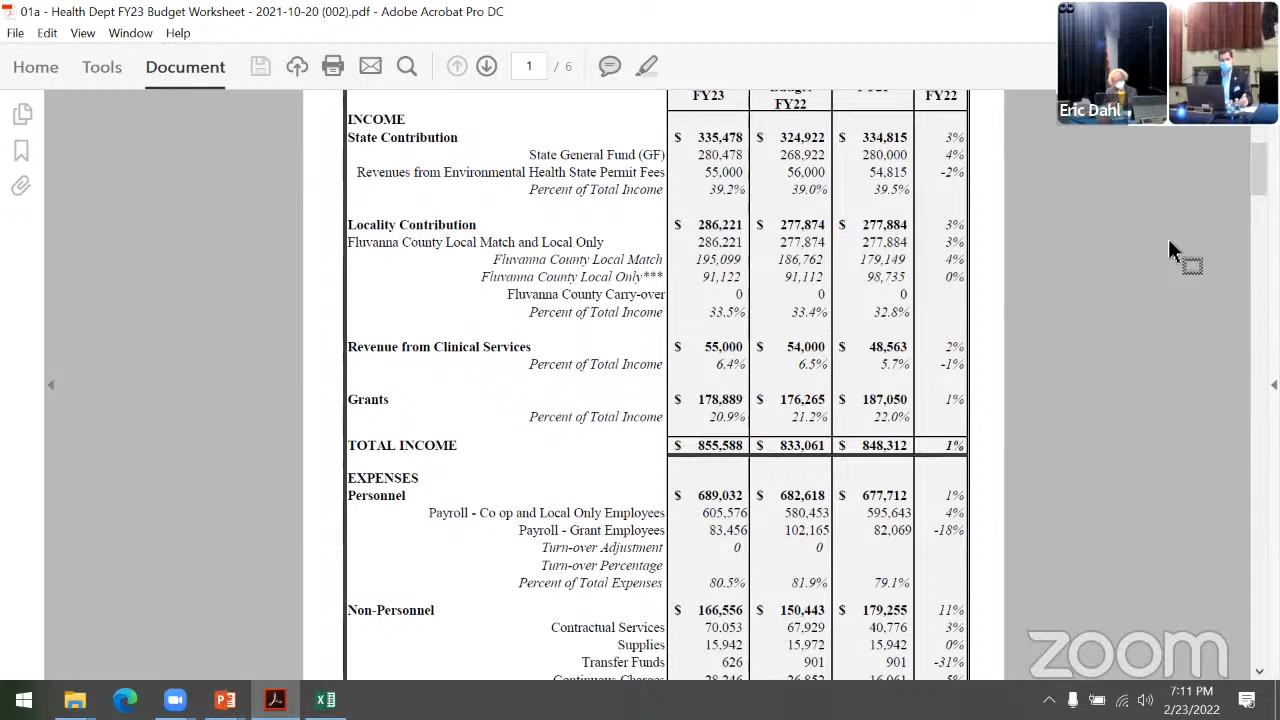 01a - Health Dept FY23 Budget Worksheet - 2021-10-20 (002).pdf - Adobe Acrobat Pro DC
File Edit View Window Help
Home Tools Document 1 / 6
Eric Dahl
FY23 FY22 FY22
INCOME
State Contribution $ 335,478 $ 324,922 $ 334,815 3%
State General Fund (GF) 280,478 268,922 280,000 4%
Revenues from Environmental Health State Permit Fees 55,000 56,000 54,815 -2%
Percent of Total Income 39.2% 39.0% 39.5%
Locality Contribution $ 286,221 $ 277,874 $ 277,884 3%
Fluvanna County Local Match and Local Only 286,221 277,874 277,884 3%
Fluvanna County Local Match 195,099 186,762 179,149 4%
Fluvanna County Local Only*** 91,122 91,112 98,735 0%
Fluvanna County Carry-over 0 0 0
Percent of Total Income 33.5% 33.4% 32.8%
Revenue from Clinical Services $ 55,000 $ 54,000 $ 48,563 2%
Percent of Total Income 6.4% 6.5% 5.7% -1%
Grants $ 178,889 $ 176,265 $ 187,050 1%
Percent of Total Income 20.9% 21.2% 22.0%
TOTAL INCOME $ 855,588 $ 833,061 $ 848,312 1%
EXPENSES
Personnel $ 689,032 $ 682,618 $ 677,712 1%
Payroll - Co op and Local Only Employees 605,576 580,453 595,643 4%
Payroll - Grant Employees 83,456 102,165 82,069 -18%
Turn-over Adjustment 0 0
Turn-over Percentage
Percent of Total Expenses 80.5% 81.9% 79.1%
Non-Personnel $ 166,556 $ 150,443 $ 179,255 11%
Contractual Services 70,053 67,929 40,776 3%
Supplies 15,942 15,972 15,942 0%
Transfer Funds 626 901 901 -31%
zoom
7:11 PM
2/23/2022